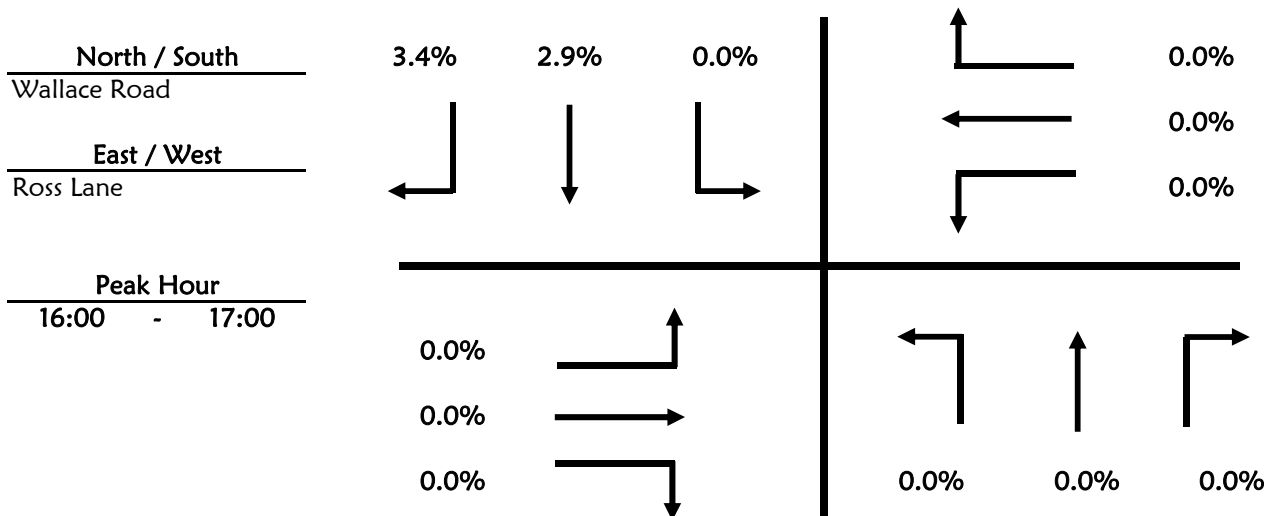 North / South
Wallace Road
East / West
Ross Lane
Peak Hour
16:00 - 17:00
3.4% 2.9% 0.0%
0.0%
0.0%
0.0%
0.0%
0.0%
0.0%
0.0% 0.0% 0.0%